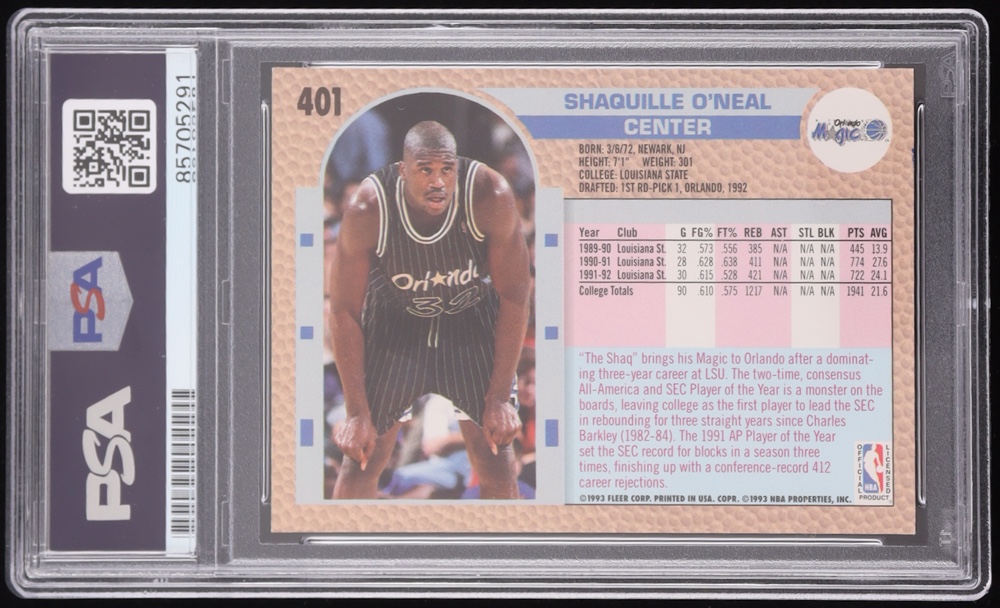 PSA
PSA
85705291
401
SHAQUILLE O'NEAL
CENTER
Orlando
Magic
BORN: 3/6/72, NEWARK, NJ
HEIGHT: 7'1" WEIGHT: 301
COLLEGE: LOUISIANA STATE
DRAFTED: 1ST RD-PICK 1, ORLANDO, 1992
Orlando
32
Year Club G FG% FT% REB AST STL BLK PTS AVG
1989-90 Louisiana St. 32 .573 .556 385 N/A N/A N/A 445 13.9
1990-91 Louisiana St. 28 .628 .638 411 N/A N/A N/A 774 27.6
1991-92 Louisiana St. 30 .615 .528 421 N/A N/A N/A 722 24.1
College Totals 90 .610 .575 1217 N/A N/A N/A 1941 21.6
"The Shaq" brings his Magic to Orlando after a dominat-
ing three-year career at LSU. The two-time, consensus
All-America and SEC Player of the Year is a monster on the
boards, leaving college as the first player to lead the SEC
in rebounding for three straight years since Charles
Barkley (1982-84). The 1991 AP Player of the Year
set the SEC record for blocks in a season three
times, finishing up with a conference-record 412
career rejections.
OFFICIAL
NBA
LICENSED
PRODUCT
©1993 FLEER CORP. PRINTED IN USA. COPR. ©1993 NBA PROPERTIES, INC.